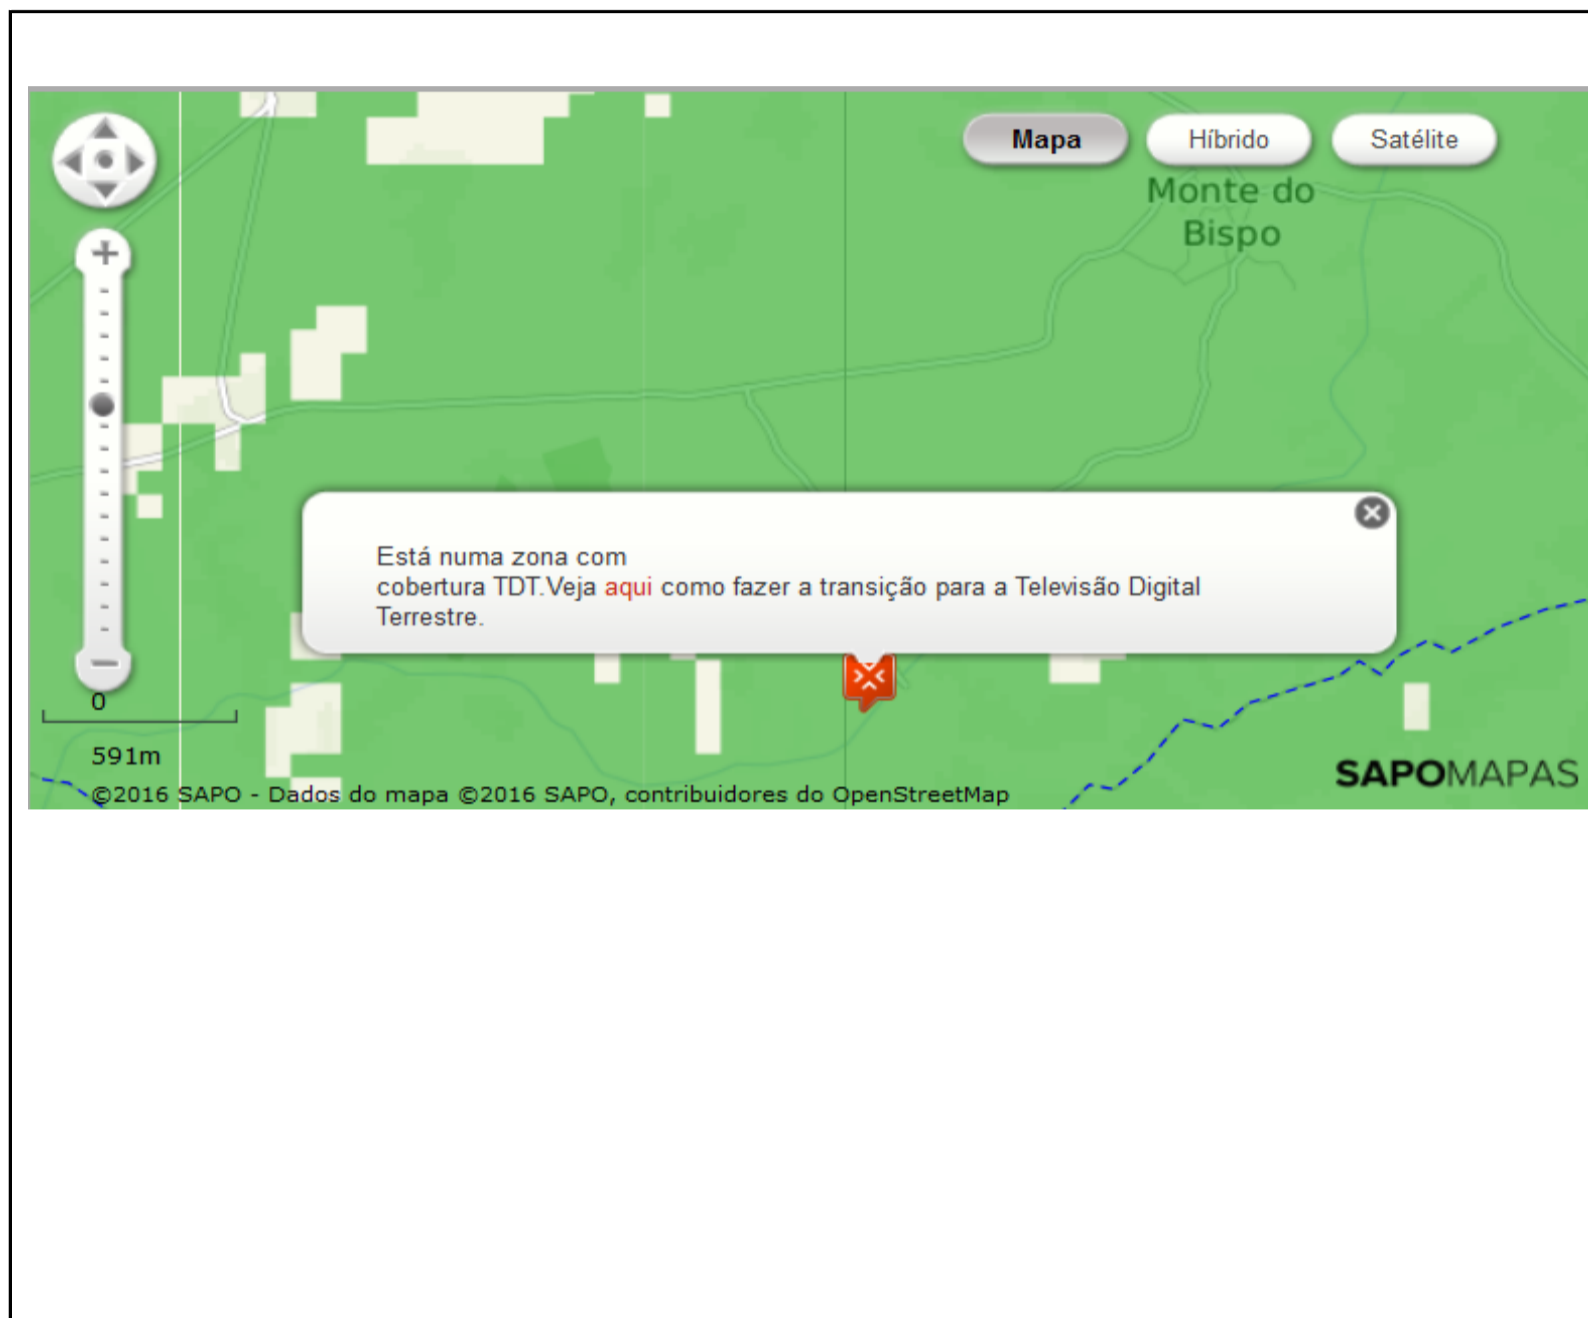 Mapa
Híbrido
Satélite
Monte do
Bispo
Está numa zona com
cobertura TDT.Veja aqui como fazer a transição para a Televisão Digital
Terrestre.
0
591m
SAPOMAPAS
©2016 SAPO - Dados do mapa ©2016 SAPO, contribuidores do OpenStreetMap